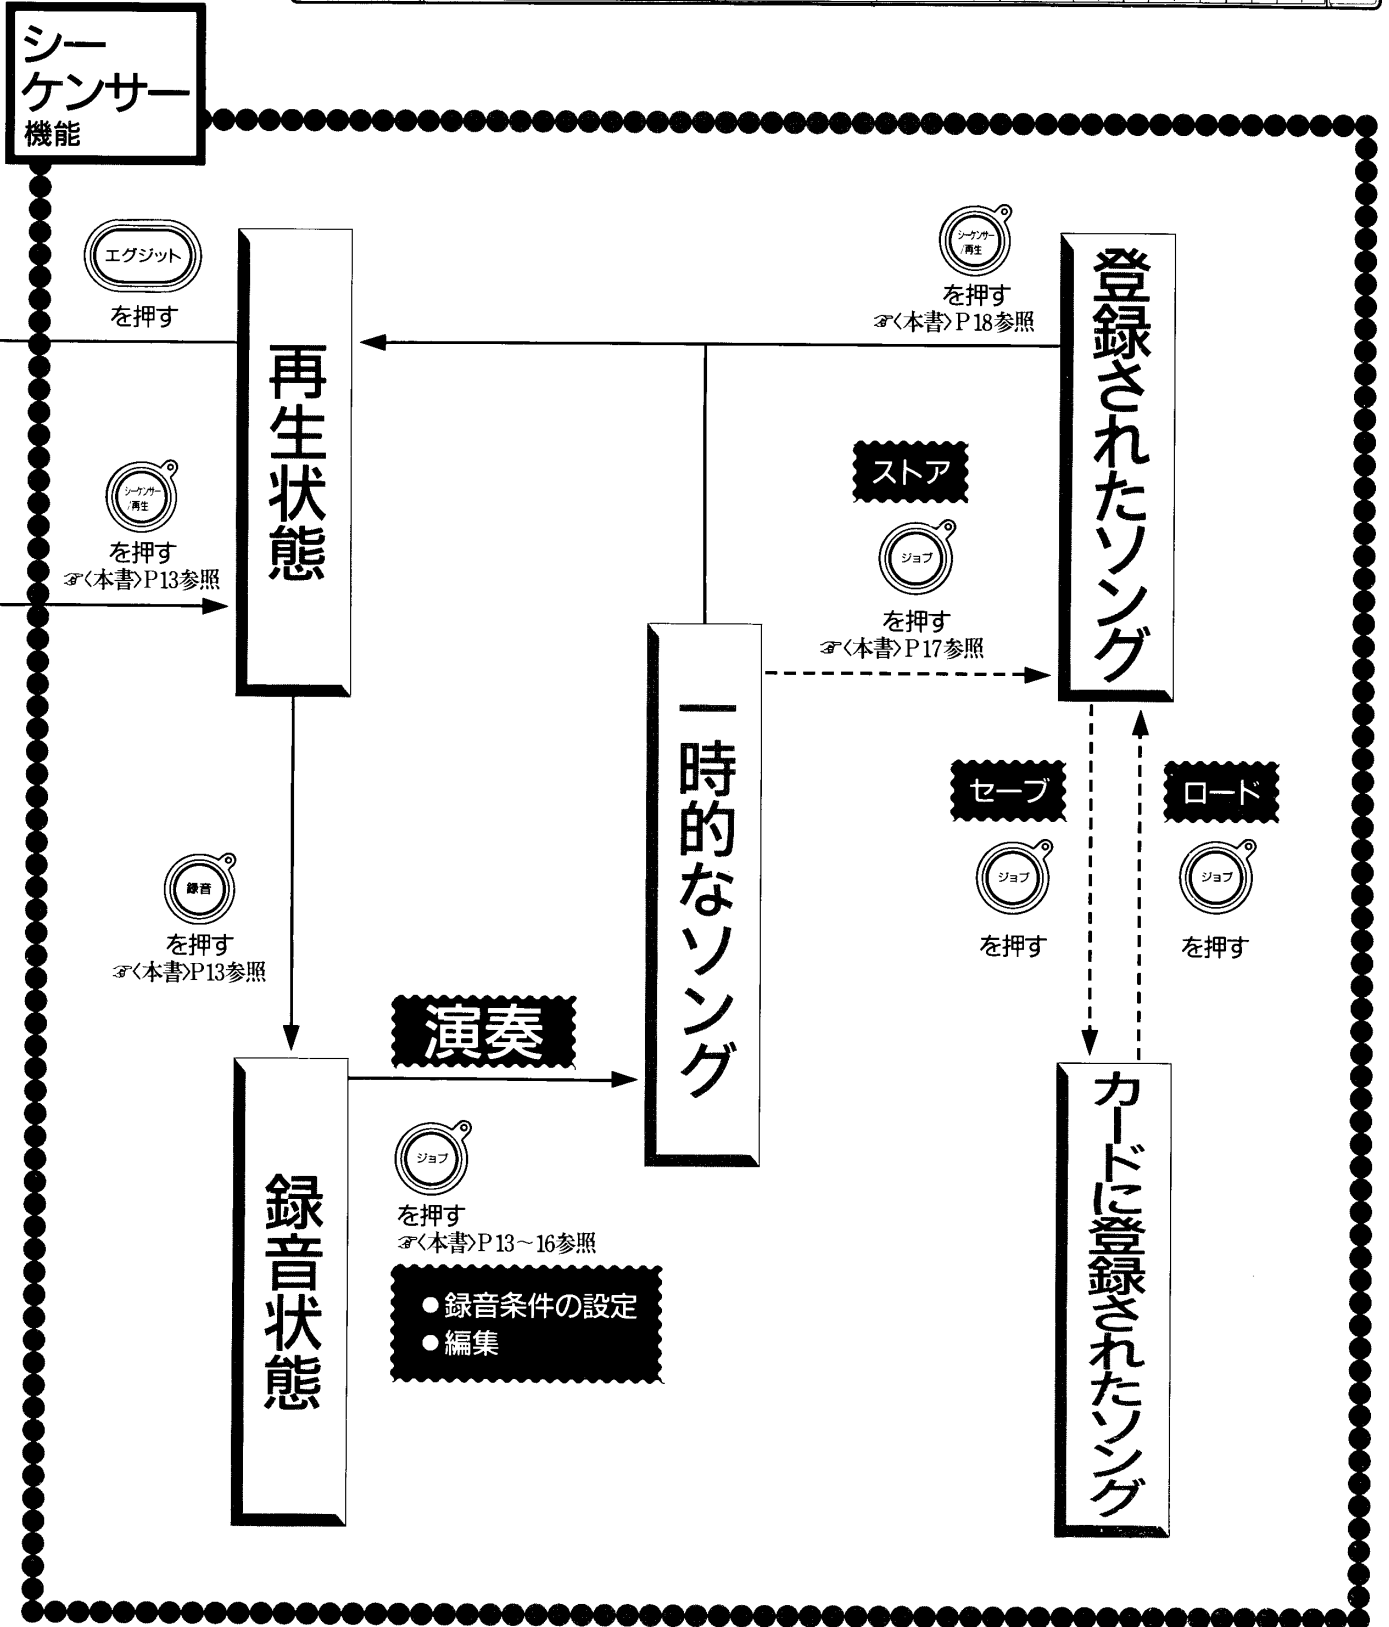 シー
ケンサー
機能
エグジット
を押す
再生状態
シーケンサー
/再生
を押す
☞〈本書〉P18参照
登録されたソング
シーケンサー
/再生
を押す
☞〈本書〉P13参照
ストア
ジョブ
を押す
☞〈本書〉P17参照
一時的なソング
セーブ
ジョブ
を押す
ロード
ジョブ
を押す
録音
を押す
☞〈本書〉P13参照
演奏
録音状態
ジョブ
を押す
☞〈本書〉P13～16参照
●録音条件の設定
●編集
カードに登録されたソング